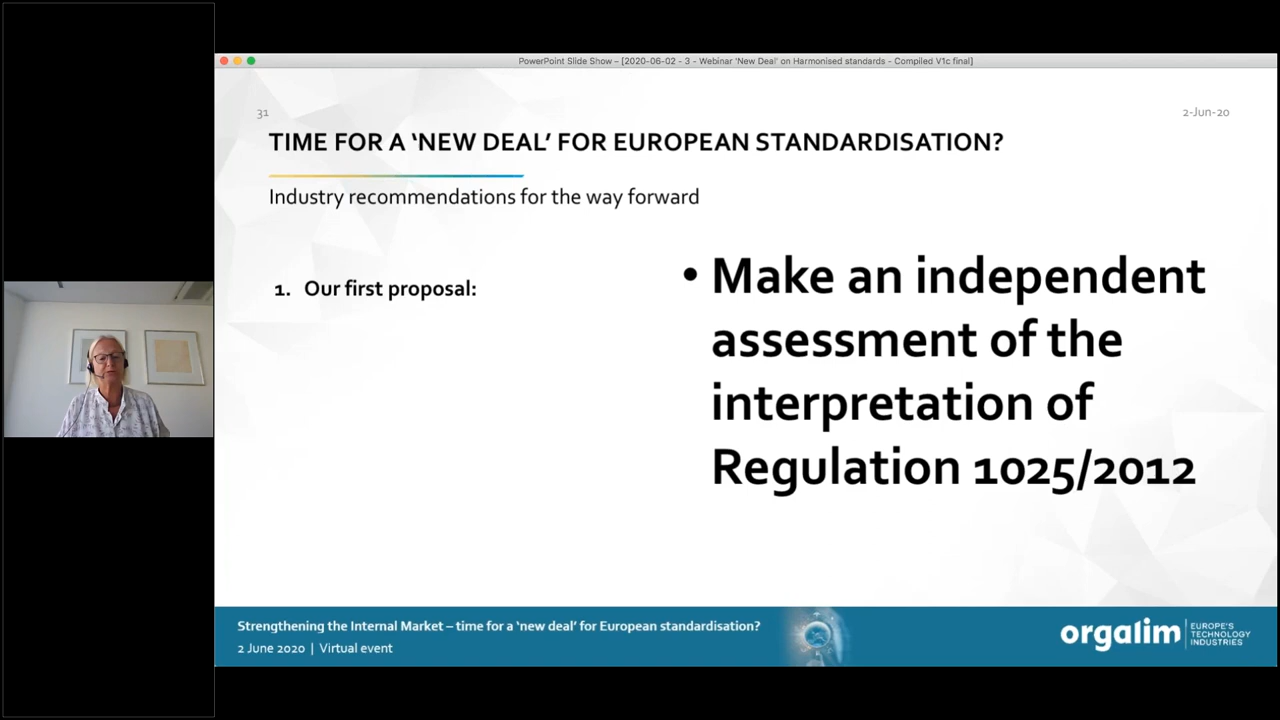 PowerPoint Slide Show – [2020-06-02 - 3 - Webinar 'New Deal' on Harmonised standards - Compiled V1c final]
31
2-Jun-20
TIME FOR A ‘NEW DEAL’ FOR EUROPEAN STANDARDISATION?
Industry recommendations for the way forward
1. Our first proposal:
• Make an independent
assessment of the
interpretation of
Regulation 1025/2012
Strengthening the Internal Market – time for a ‘new deal’ for European standardisation?
2 June 2020 | Virtual event
orgalim
EUROPE'S
TECHNOLOGY
INDUSTRIES